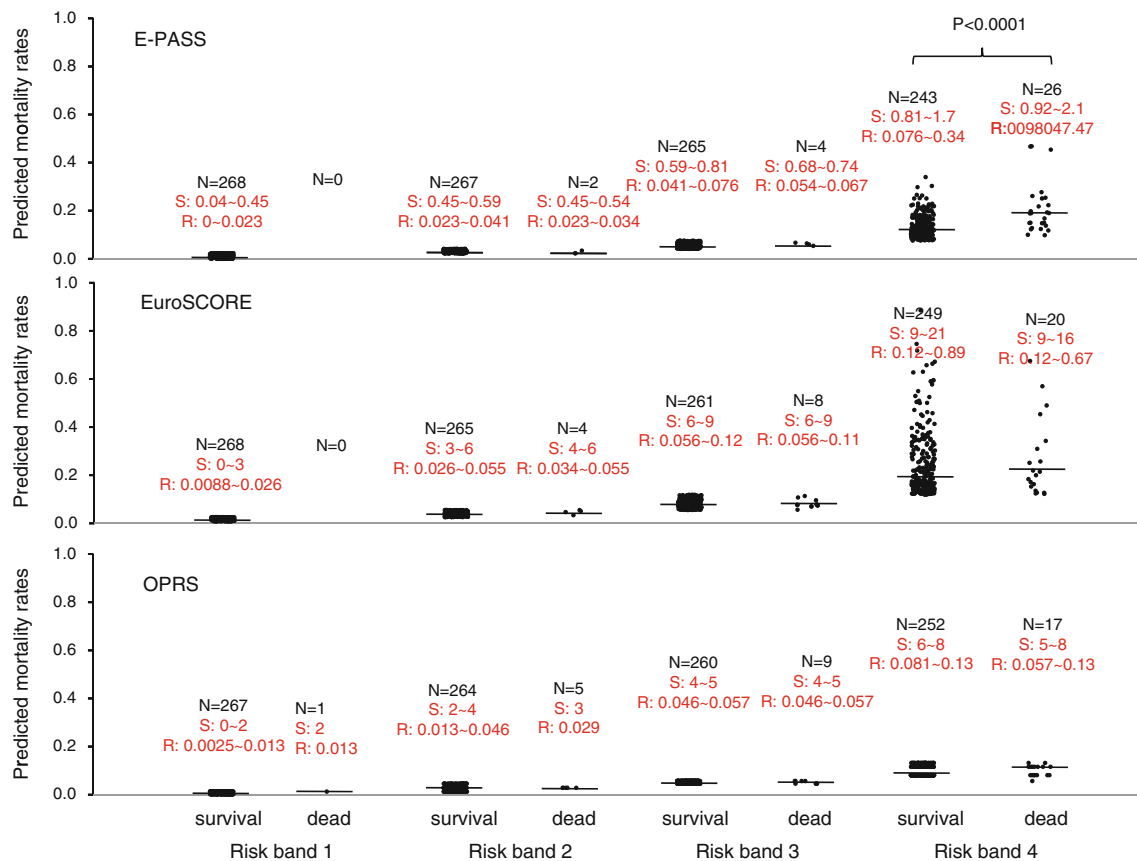 Predicted mortality rates
1.0
0.8
0.6
0.4
0.2
0.0
E-PASS
N=268
S: 0.04~0.45
R: 0~0.023
N=0
N=267
S: 0.45~0.59
R: 0.023~0.041
N=2
S: 0.45~0.54
R: 0.023~0.034
N=265
S: 0.59~0.81
R: 0.041~0.076
N=4
S: 0.68~0.74
R: 0.054~0.067
P<0.0001
N=243
S: 0.81~1.7
R: 0.076~0.34
N=26
S: 0.92~2.1
R:0098047.47
Predicted mortality rates
1.0
0.8
0.6
0.4
0.2
0.0
EuroSCORE
N=268
S: 0~3
R: 0.0088~0.026
N=0
N=265
S: 3~6
R: 0.026~0.055
N=4
S: 4~6
R: 0.034~0.055
N=261
S: 6~9
R: 0.056~0.12
N=8
S: 6~9
R: 0.056~0.11
N=249
S: 9~21
R: 0.12~0.89
N=20
S: 9~16
R: 0.12~0.67
Predicted mortality rates
1.0
0.8
0.6
0.4
0.2
0.0
OPRS
N=267
S: 0~2
R: 0.0025~0.013
N=1
S: 2
R: 0.013
N=264
S: 2~4
R: 0.013~0.046
N=5
S: 3
R: 0.029
N=260
S: 4~5
R: 0.046~0.057
N=9
S: 4~5
R: 0.046~0.057
N=252
S: 6~8
R: 0.081~0.13
N=17
S: 5~8
R: 0.057~0.13
survival dead survival dead survival dead survival dead
Risk band 1 Risk band 2 Risk band 3 Risk band 4